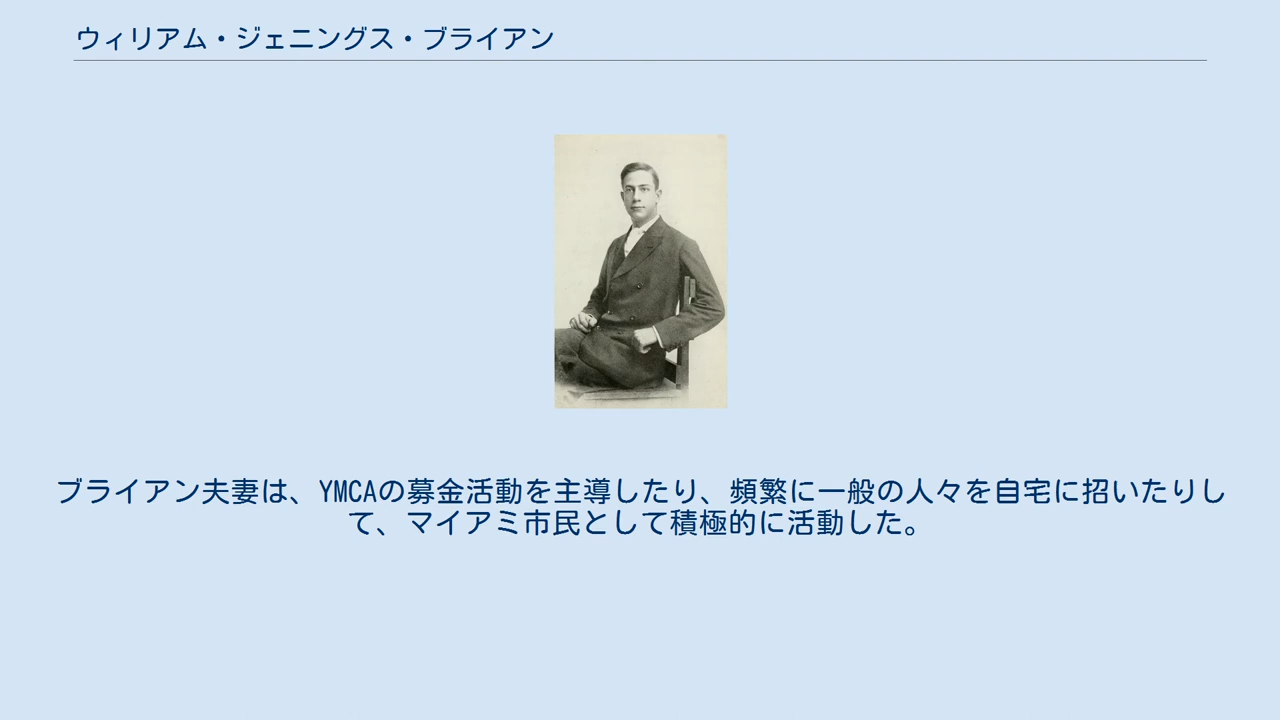 ウィリアム・ジェニングス・ブライアン
ブライアン夫妻は、YMCAの募金活動を主導したり、頻繁に一般の人々を自宅に招いたりし
て、マイアミ市民として積極的に活動した。